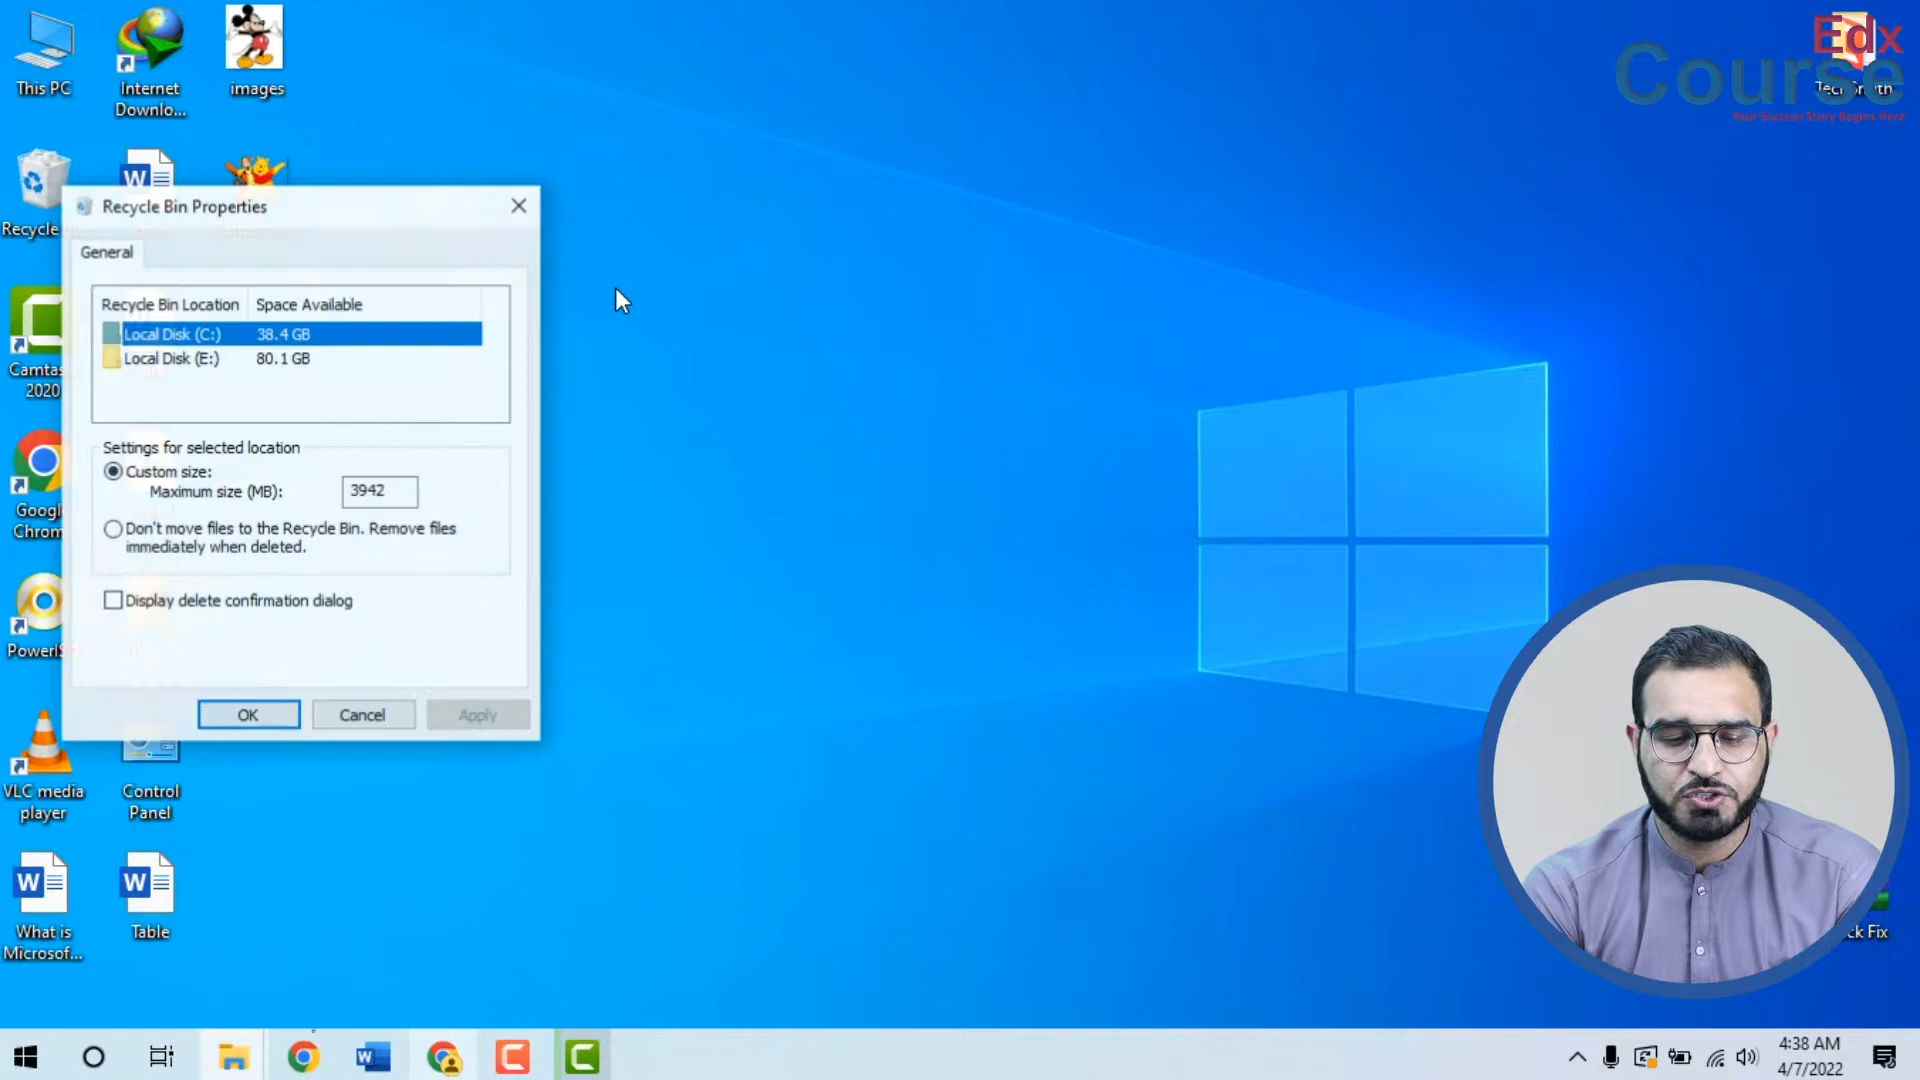 This PC
Internet
Downlo...
images
Edx
Course
Your Success Story Begins Here
Recycle
Recycle Bin Properties
General
Recycle Bin Location
Space Available
Local Disk (C:)
38.4 GB
Local Disk (E:)
80.1 GB
Settings for selected location
Custom size:
Maximum size (MB):
3942
Don't move files to the Recycle Bin. Remove files
immediately when deleted.
Display delete confirmation dialog
OK
Cancel
Apply
Camtas
2020
Google
Chrom
PowerIS
VLC media
player
Control
Panel
W
What is
Microsof...
W
Table
ck Fix
4:38 AM
4/7/2022